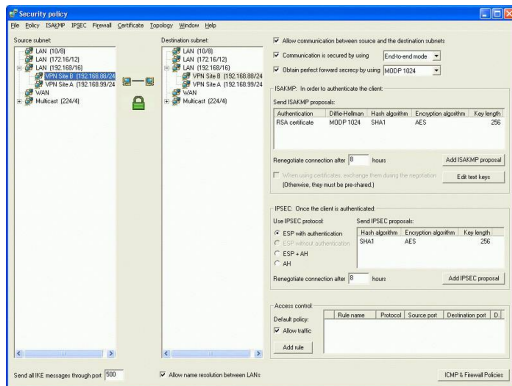 Security policy
File Policy ISAKMP IPSEC Firewall Certificate Topology Window Help
Source subnet:
LAN (10/8)
LAN (172.16/12)
LAN (192.168/16)
VPN Site B (192.168.88/24
VPN Site A (192.168.99/24
WAN
Multicast (224/4)
Destination subnet:
LAN (10/8)
LAN (172.16/12)
LAN (192.168/16)
VPN Site B (192.168.88/24
VPN Site A (192.168.99/24
WAN
Multicast (224/4)
Allow communication between source and the destination subnets
Communication is secured by using End-to-end mode
Obtain perfect forward secrecy by using MODP 1024
ISAKMP: In order to authenticate the client:
Send ISAKMP proposals:
Authentication Diffie-Hellman Hash algorithm Encryption algorithm Key length
RSA certificate MODP 1024 SHA1 AES 256
Renegotiate connection after 8 hours
Add ISAKMP proposal
When using certificates, exchange them during the negotiation
(Otherwise, they must be pre-shared.)
Edit text keys
IPSEC: Once the client is authenticated:
Use IPSEC protocol:
ESP with authentication
ESP without authentication
ESP + AH
AH
Send IPSEC proposals:
Hash algorithm Encryption algorithm Key length
SHA1 AES 256
Renegotiate connection after 8 hours
Add IPSEC proposal
Access control:
Default policy:
Allow traffic
Add rule
Rule name Protocol Source port Destination port D.
Send all IKE messages through port 500
Allow name resolution between LANs
ICMP & Firewall Policies